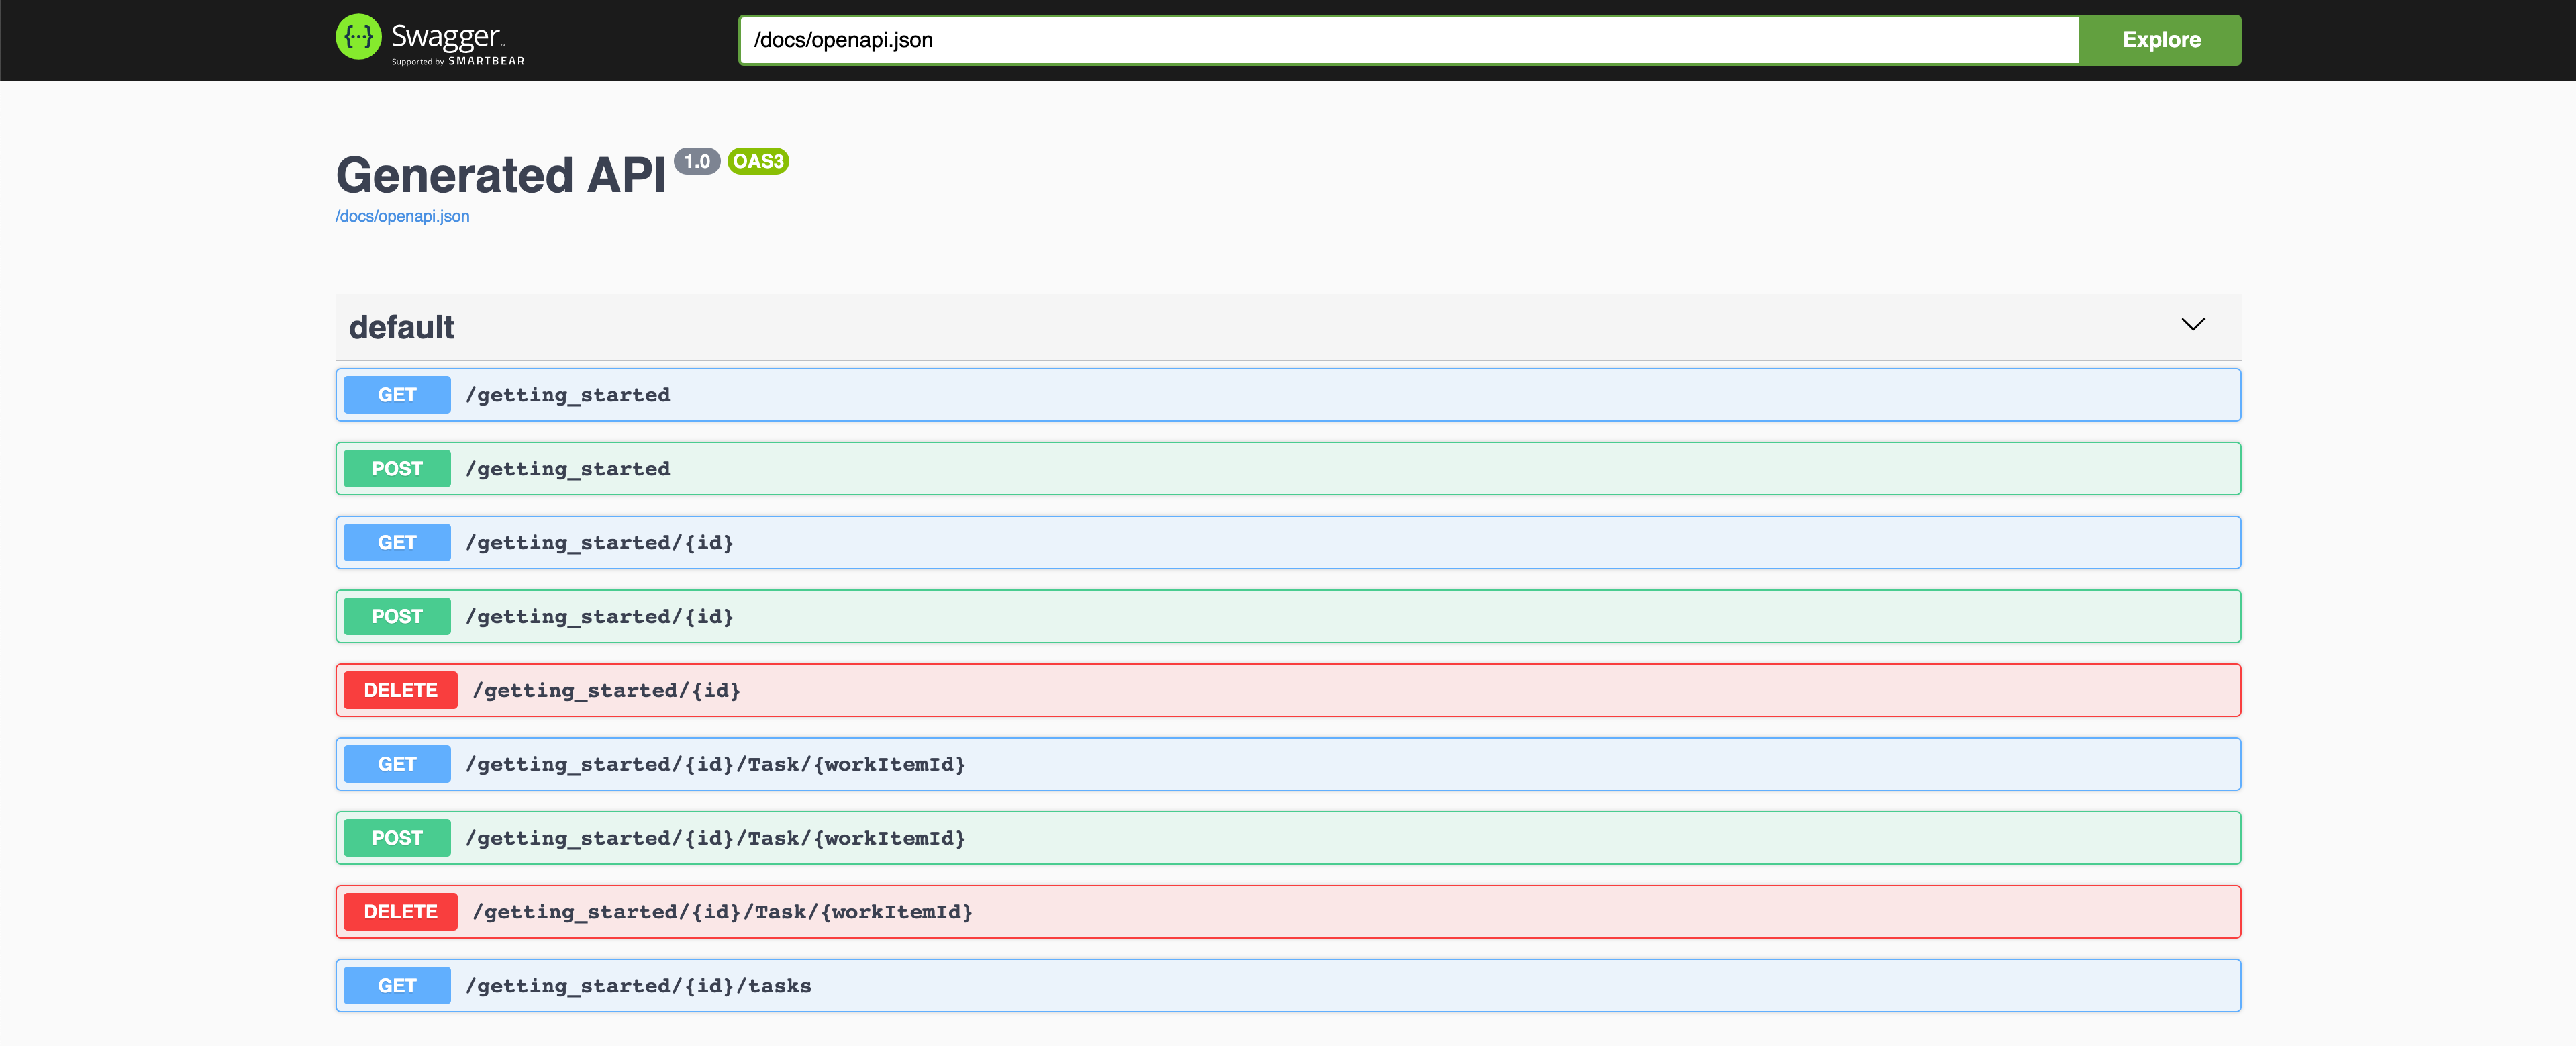 {···} Swagger™
Supported by SMARTBEAR
/docs/openapi.json
Explore
Generated API 1.0 OAS3
/docs/openapi.json
default
GET /getting_started
POST /getting_started
GET /getting_started/{id}
POST /getting_started/{id}
DELETE /getting_started/{id}
GET /getting_started/{id}/Task/{workItemId}
POST /getting_started/{id}/Task/{workItemId}
DELETE /getting_started/{id}/Task/{workItemId}
GET /getting_started/{id}/tasks